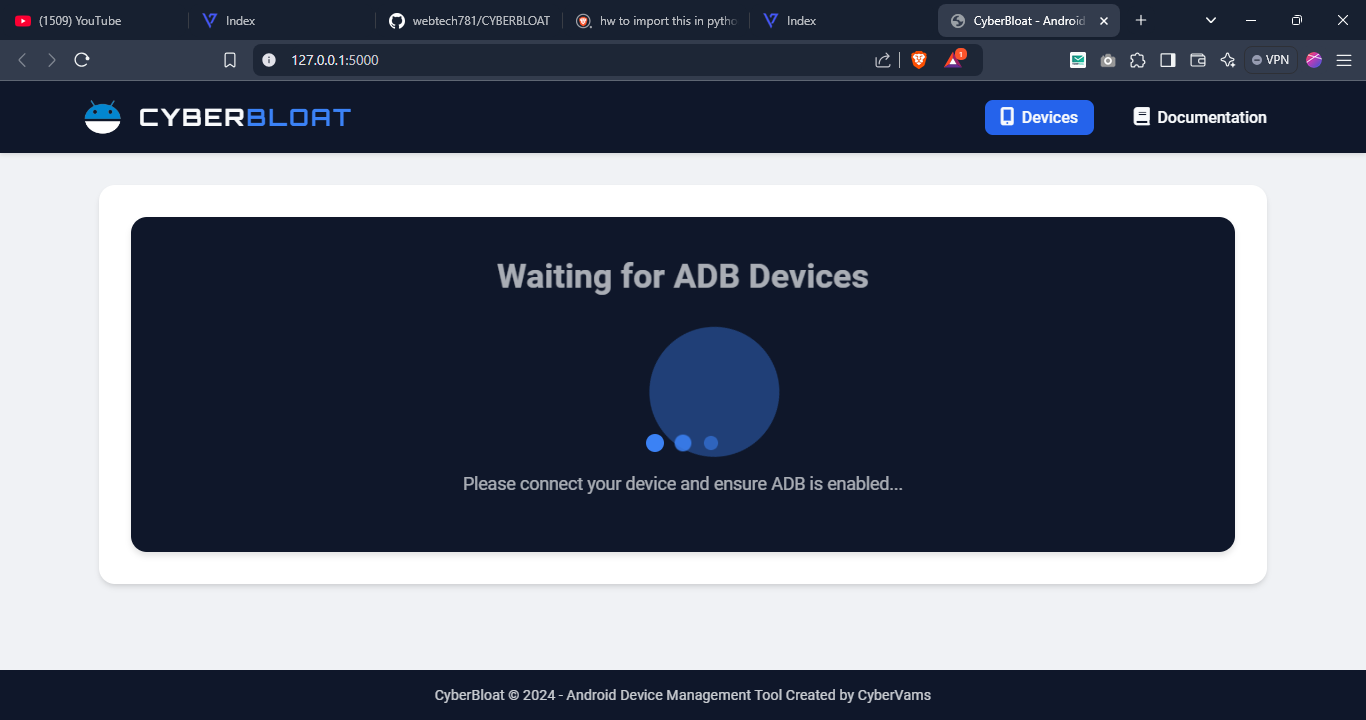 (1509) YouTube
Index
webtech781/CYBERBLOAT
hw to import this in pytho
Index
CyberBloat - Android
127.0.0.1:5000
1
VPN
CYBERBLOAT
Devices
Documentation
Waiting for ADB Devices
Please connect your device and ensure ADB is enabled...
CyberBloat © 2024 - Android Device Management Tool Created by CyberVams